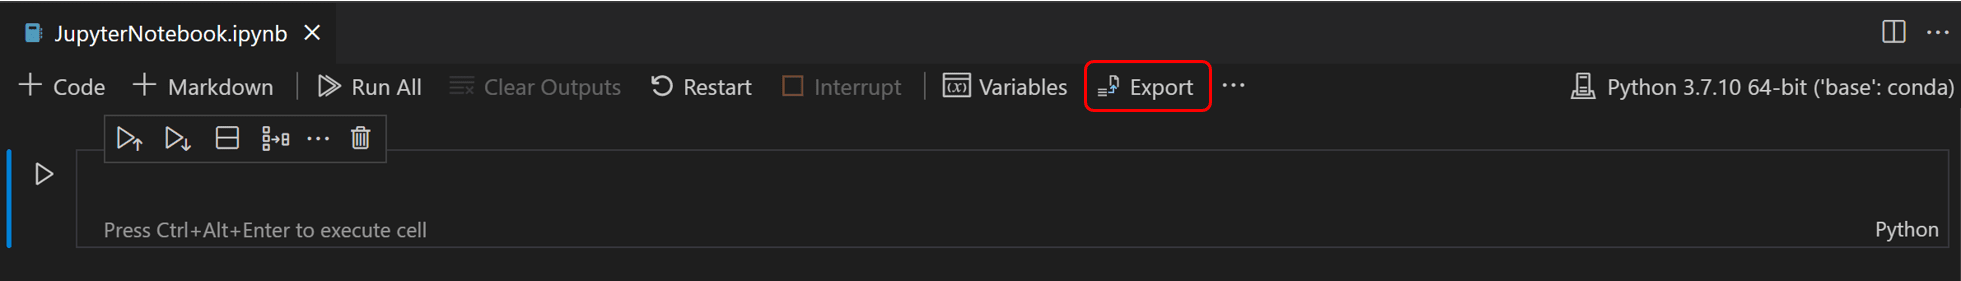 JupyterNotebook.ipynb
Code Markdown Run All Clear Outputs Restart Interrupt Variables Export Python 3.7.10 64-bit ('base': conda)
Press Ctrl+Alt+Enter to execute cell
Python